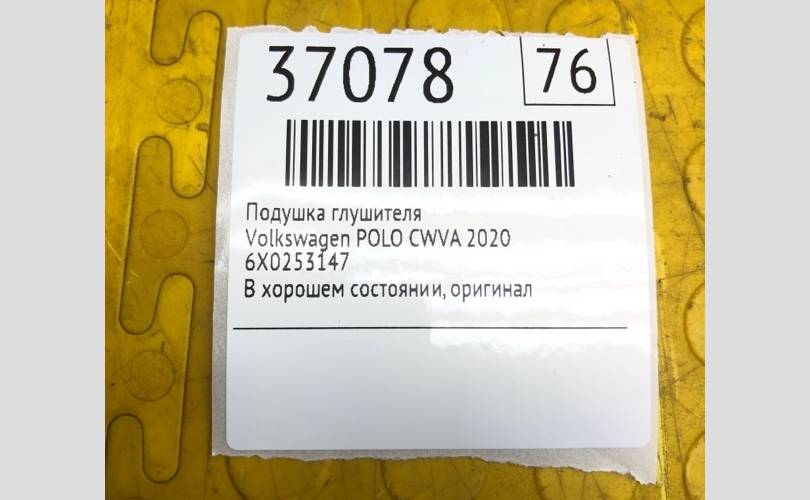 37078 76
Подушка глушителя
Volkswagen POLO CWVA 2020
6X0253147
В хорошем состоянии, оригинал